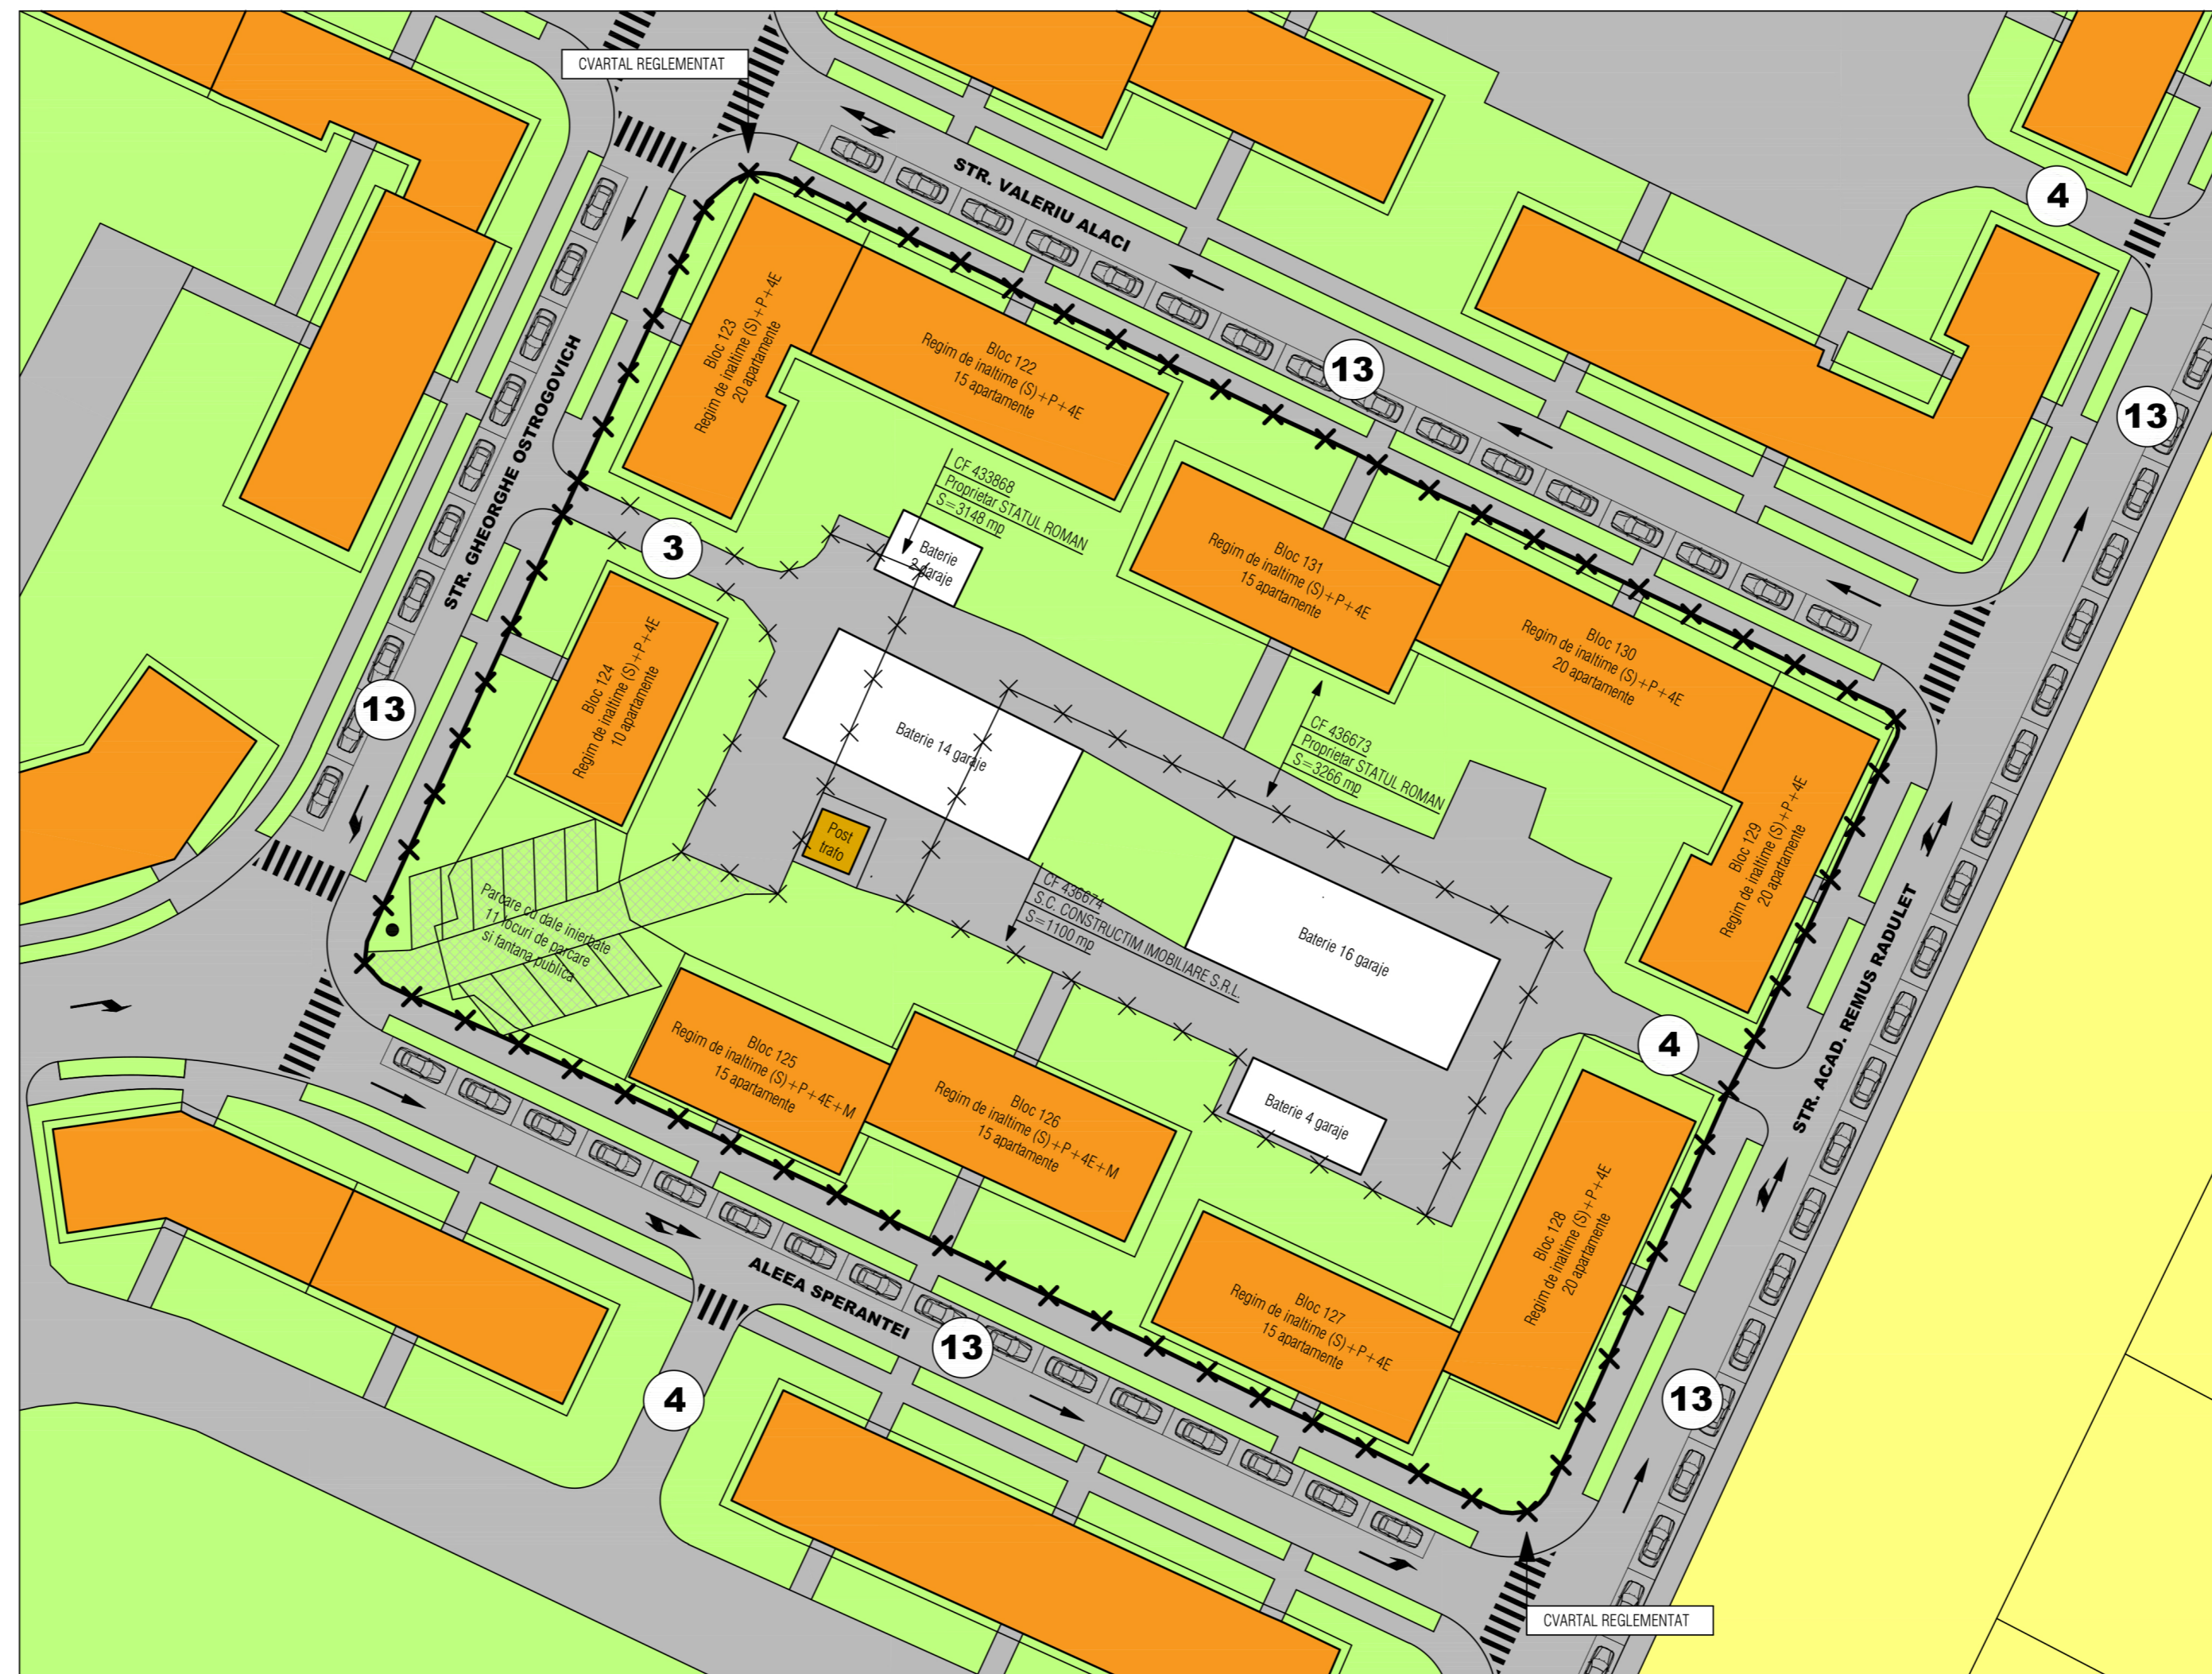 CVARTAL REGLEMENTAT
STR. VALERIU ALACI
4
13
13
STR. GHEORGHE OSTROGOVICH
Bloc 123
Regim de inaltime (S)+P+4E
20 apartamente
Bloc 122
Regim de inaltime (S)+P+4E
15 apartamente
CF 433868
Proprietar STATUL ROMAN
S=3148 mp
3
Baterie
2 garaje
Bloc 131
Regim de inaltime (S)+P+4E
15 apartamente
Bloc 130
Regim de inaltime (S)+P+4E
20 apartamente
Bloc 124
Regim de inaltime (S)+P+4E
10 apartamente
13
Baterie 14 garaje
CF 436673
Proprietar STATUL ROMAN
S=3266 mp
Post
trafo
Bloc 129
Regim de inaltime (S)+P+4E
20 apartamente
Parcare cu dale inierbate
11 locuri de parcare
si fantana publica
CF 436674
S.C. CONSTRUCTIM IMOBILIARE S.R.L.
S=1100 mp
Baterie 16 garaje
STR. ACAD. REMUS RADULET
4
Bloc 125
Regim de inaltime (S)+P+4E+M
15 apartamente
Bloc 126
Regim de inaltime (S)+P+4E+M
15 apartamente
Baterie 4 garaje
Bloc 128
Regim de inaltime (S)+P+4E
20 apartamente
Bloc 127
Regim de inaltime (S)+P+4E
15 apartamente
ALEEA SPERANTEI
13
4
13
CVARTAL REGLEMENTAT